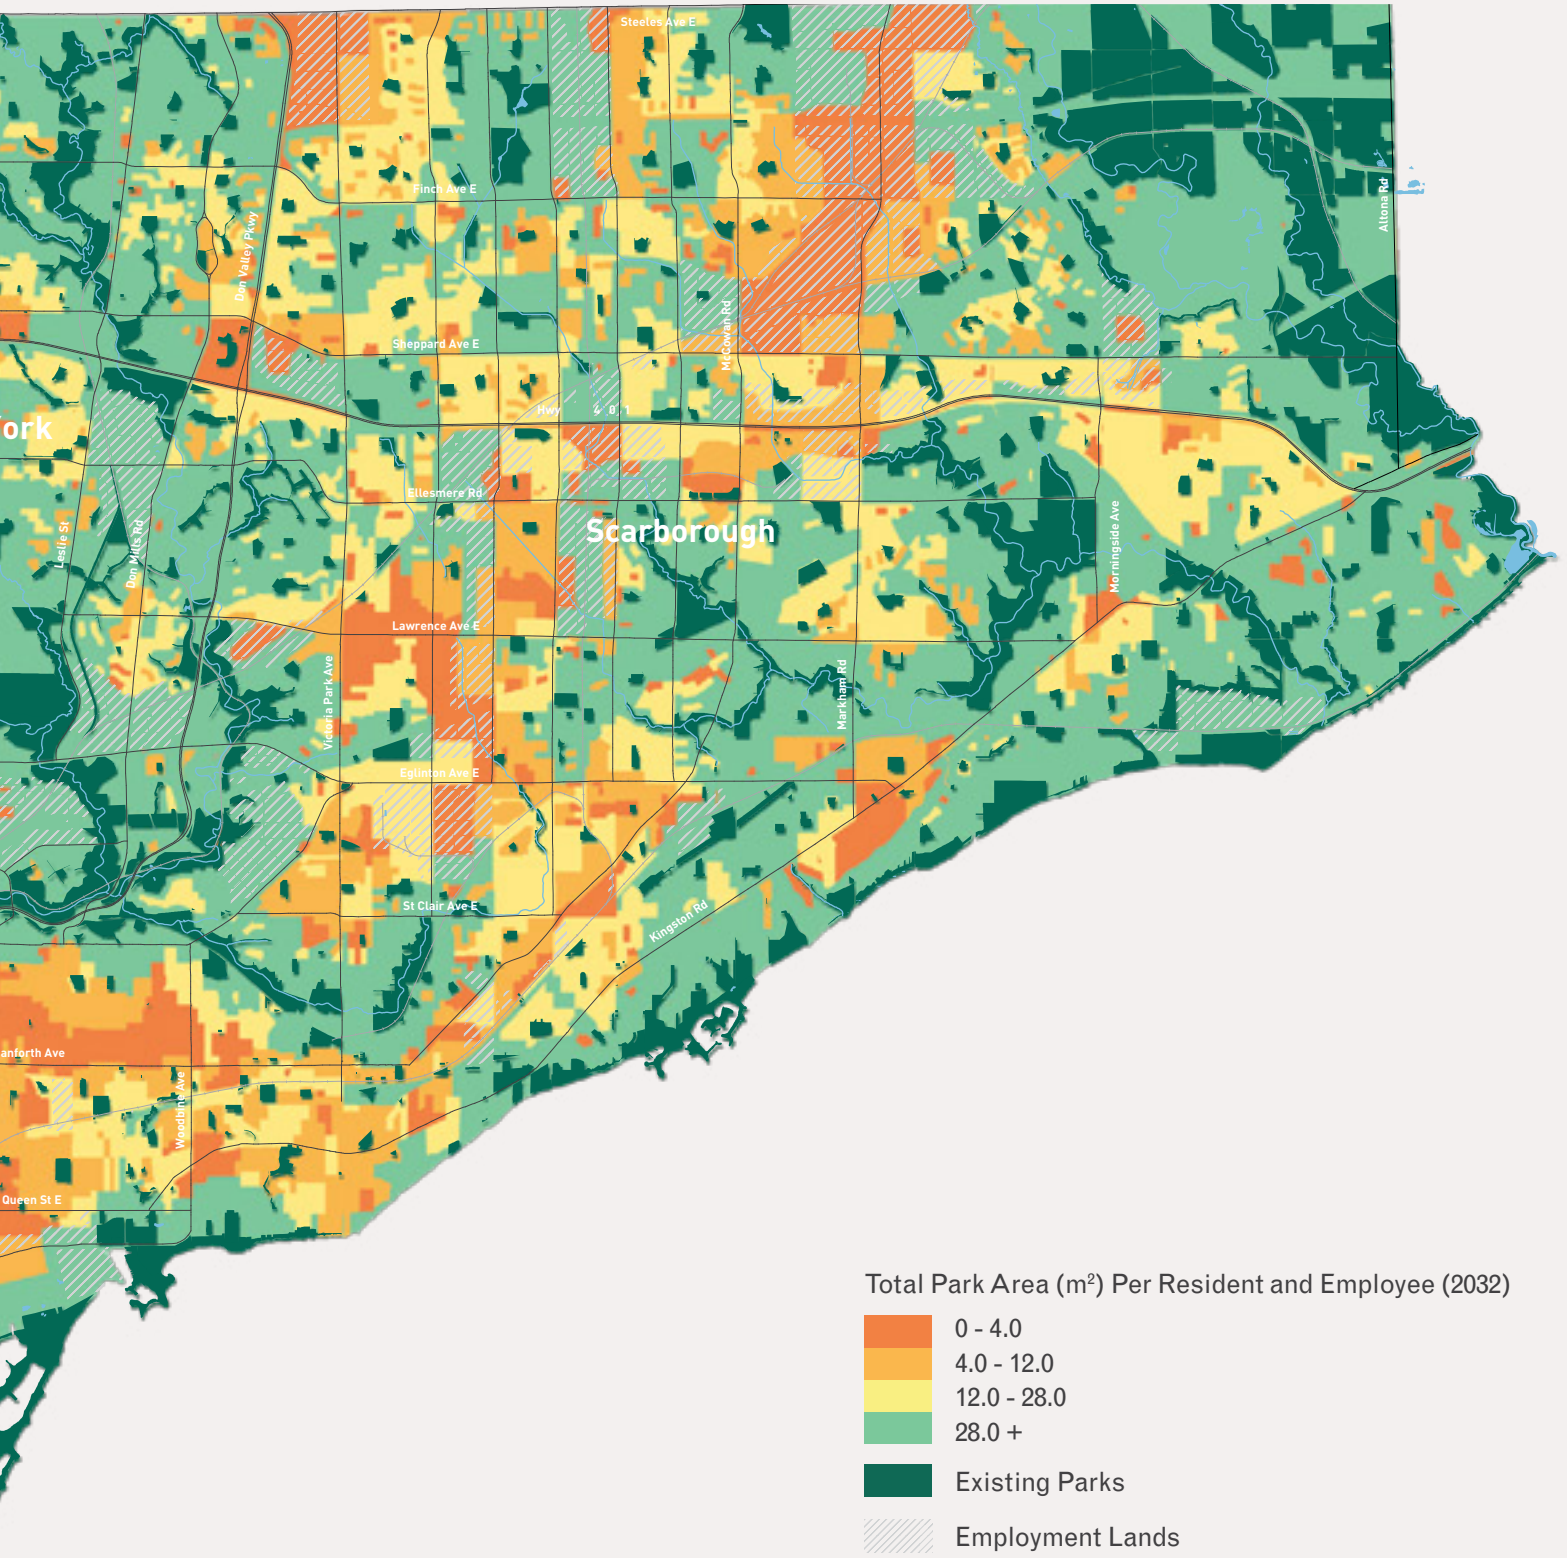 Steeles Ave E
Finch Ave E
Don Valley Pkwy
Altona Rd
McCowan Rd
Sheppard Ave E
Hwy 401
ork
Ellesmere Rd
Scarborough
Leslie St
Don Mills Rd
Morningside Ave
Lawrence Ave E
Victoria Park Ave
Markham Rd
Eglinton Ave E
St Clair Ave E
Kingston Rd
anforth Ave
Woodbine Ave
Queen St E
Total Park Area (m²) Per Resident and Employee (2032)
0 - 4.0
4.0 - 12.0
12.0 - 28.0
28.0 +
Existing Parks
Employment Lands